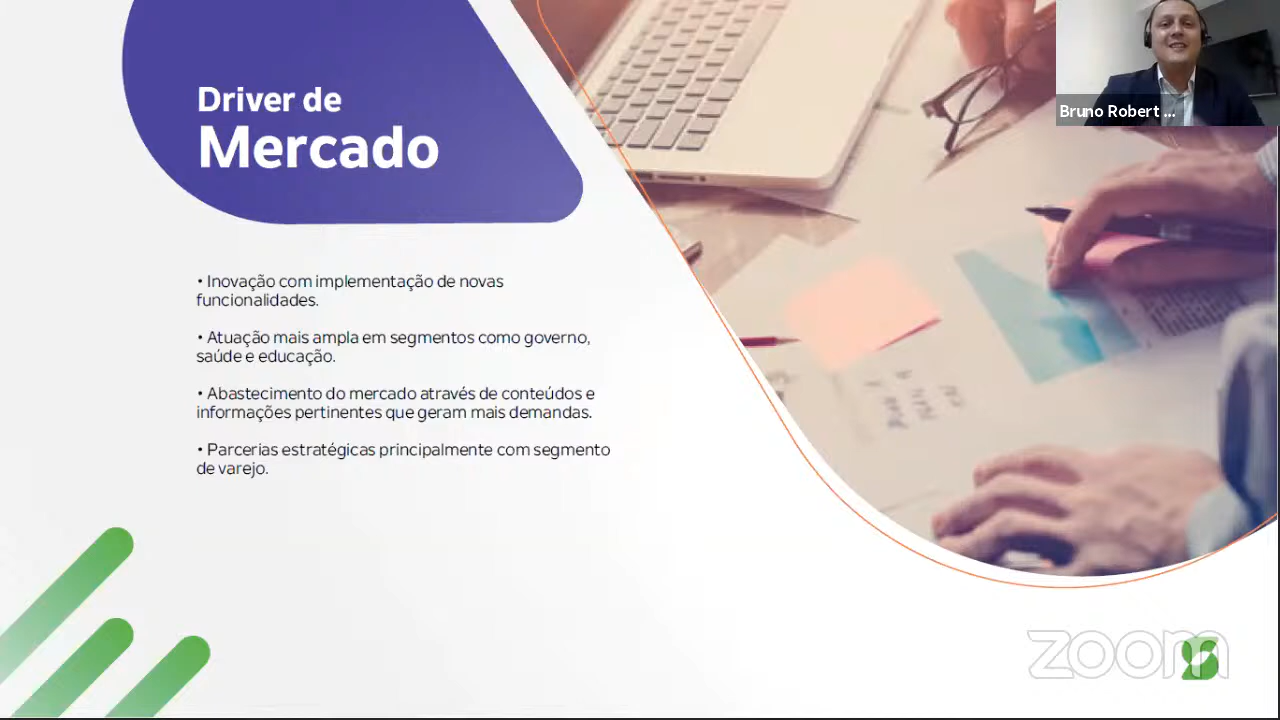 Driver de
Mercado
Bruno Robert ...
• Inovação com implementação de novas
funcionalidades.
• Atuação mais ampla em segmentos como governo,
saúde e educação.
• Abastecimento do mercado através de conteúdos e
informações pertinentes que geram mais demandas.
• Parcerias estratégicas principalmente com segmento
de varejo.
zoom